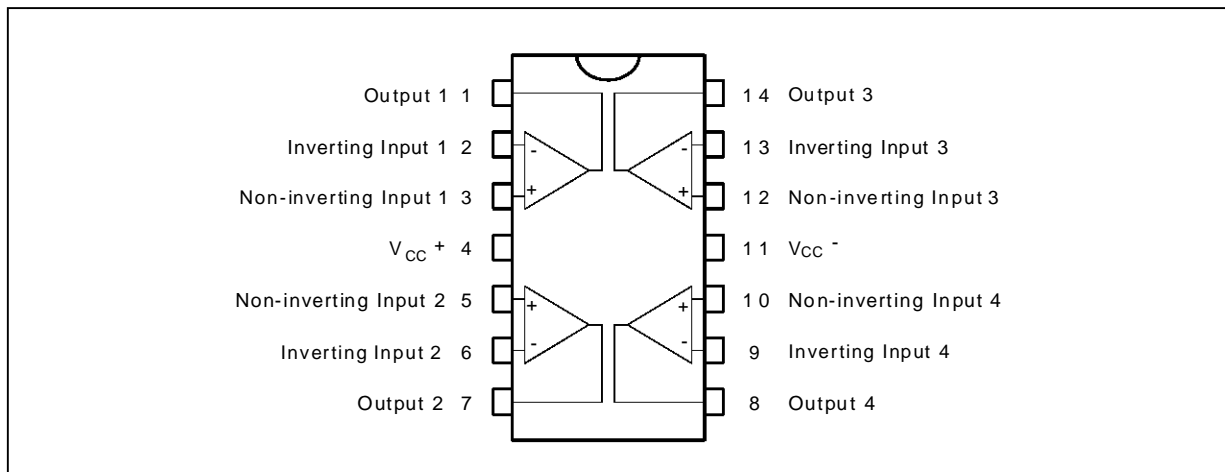 Output 1 1
14 Output 3
Inverting Input 1 2
-
-
13 Inverting Input 3
Non-inverting Input 1 3
+
+
12 Non-inverting Input 3
VCC + 4
11 VCC -
Non-inverting Input 2 5
+
+
10 Non-inverting Input 4
Inverting Input 2 6
-
-
9 Inverting Input 4
Output 2 7
8 Output 4